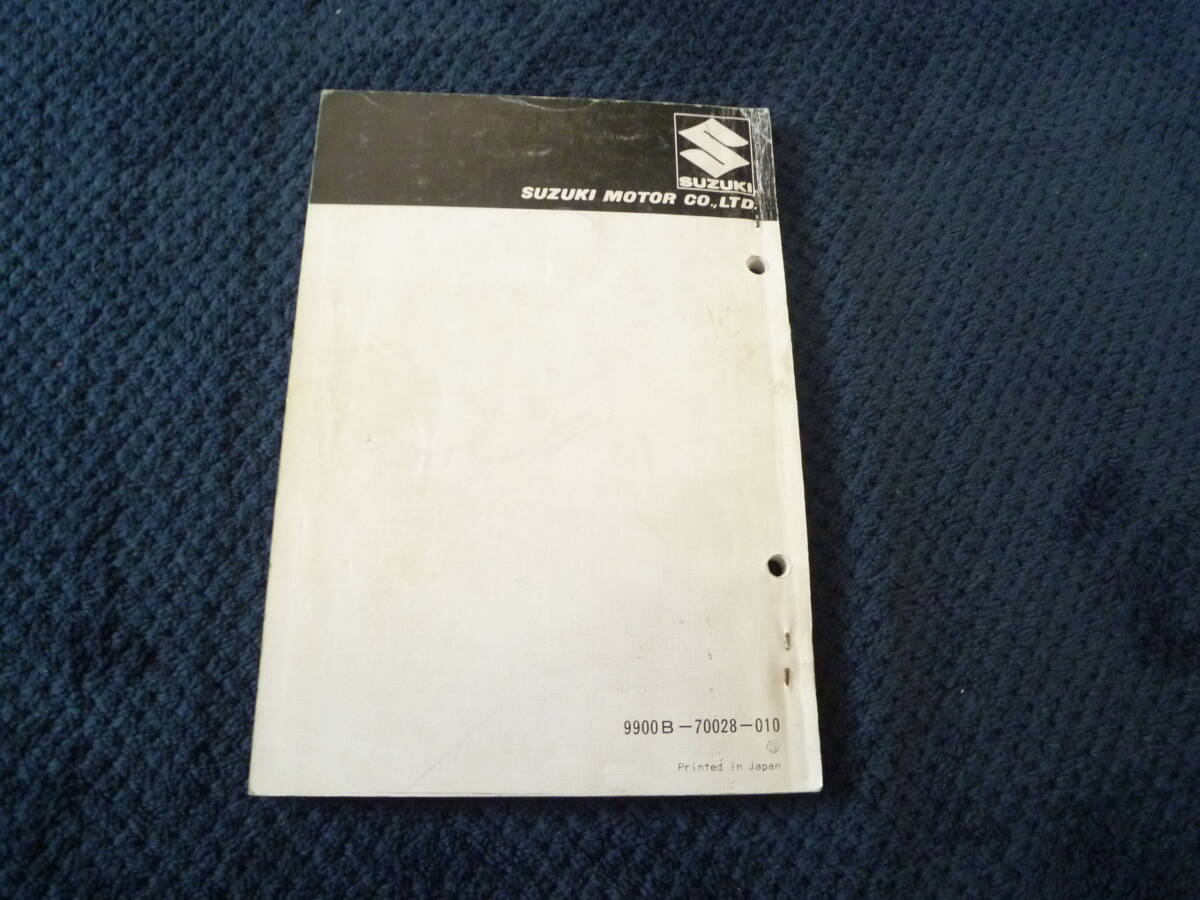 SUZUKI
SUZUKI MOTOR CO.,LTD.
9900B-70028-010
Ⓢ
Printed in Japan